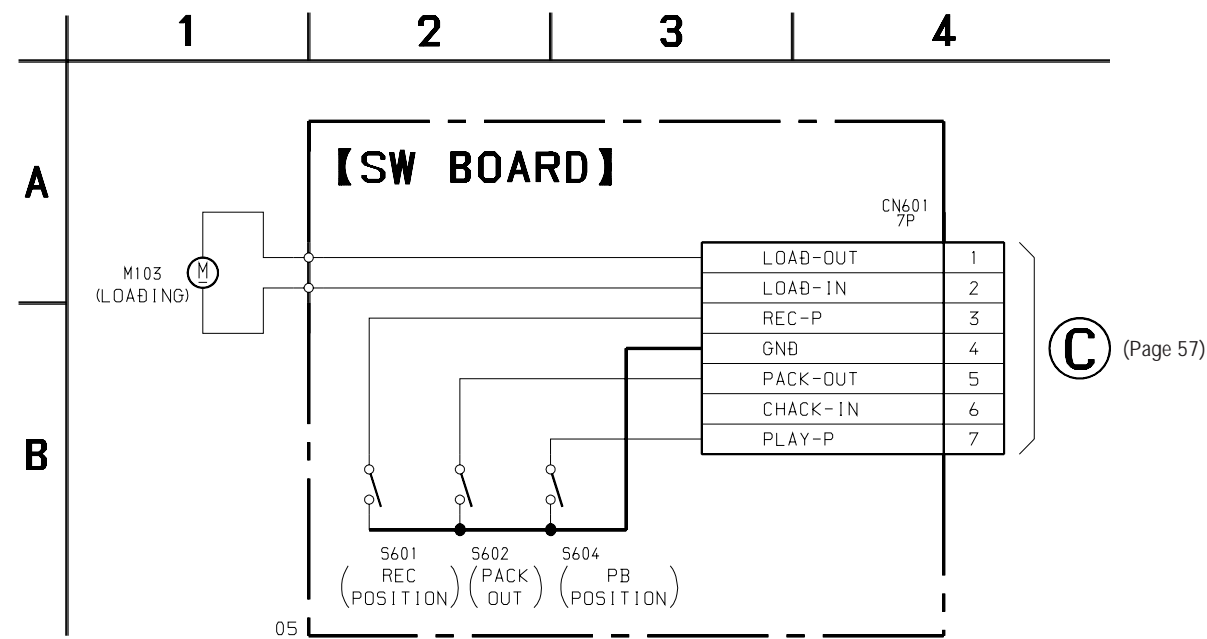 1 2 3 4
A
【SW BOARD】
CN601
7P
M103
(LOADING)
M
LOAD-OUT 1
LOAD-IN 2
REC-P 3
GND 4
PACK-OUT 5
CHACK-IN 6
PLAY-P 7
C (Page 57)
B
S601
(REC
POSITION)
S602
(PACK
OUT)
S604
(PB
POSITION)
05